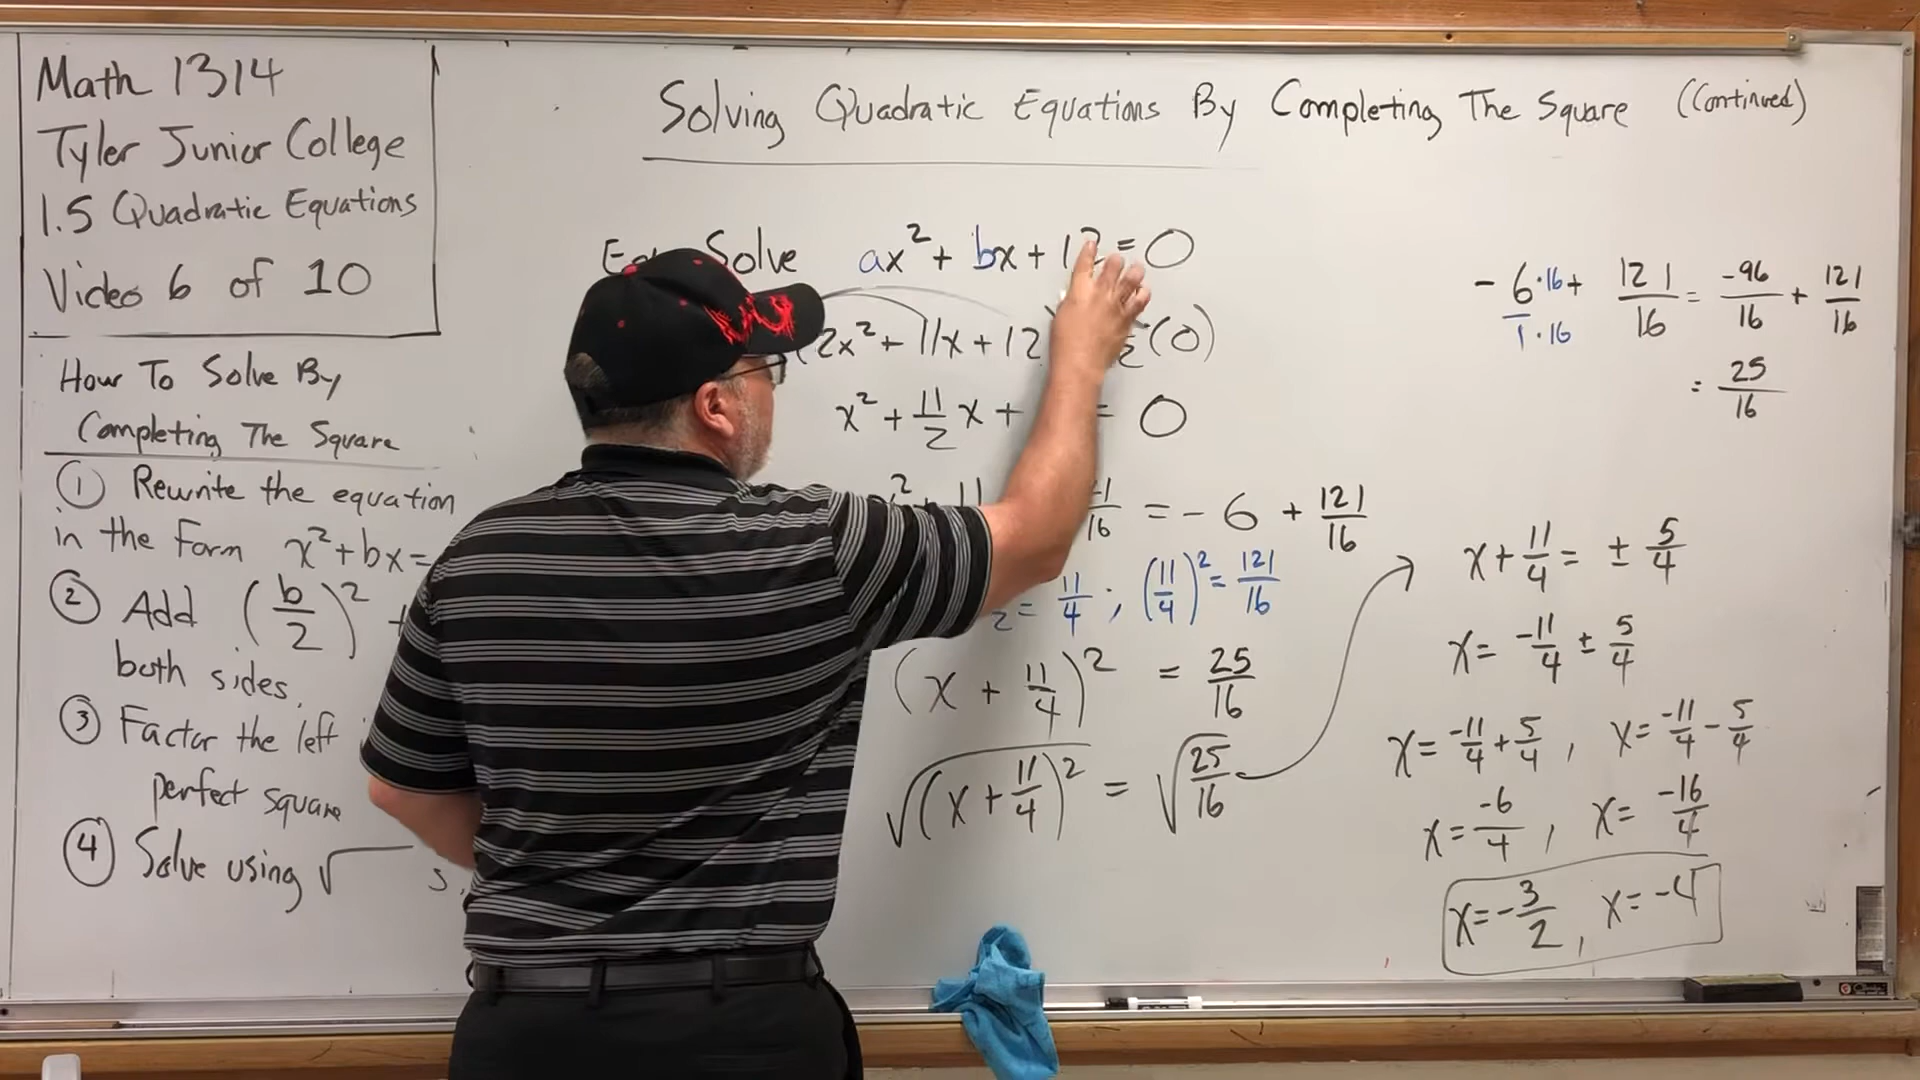 Math 1314
Tyler Junior College
1.5 Quadratic Equations
Video 6 of 10
How To Solve By
Completing The Square
① Rewrite the equation
in the form x²+bx=
② Add (b/2)²
both sides.
③ Factor the left
perfect square
④ Solve using √
Solving Quadratic Equations By Completing The Square (Continued)
Solve ax² + bx + 12 = 0
2x² + 11x + 12 (0)
x² + 11/2 x + = 0
16 = - 6 + 121/16
2 = 11/4 ; (11/4)² = 121/16
(x + 11/4)² = 25/16
√(x + 11/4)² = √25/16
-6·16/1·16 + 121/16 = -96/16 + 121/16
= 25/16
x + 11/4 = ± 5/4
x = -11/4 ± 5/4
x = -11/4 + 5/4 , x = -11/4 - 5/4
x = -6/4 , x = -16/4
x = -3/2 , x = -4